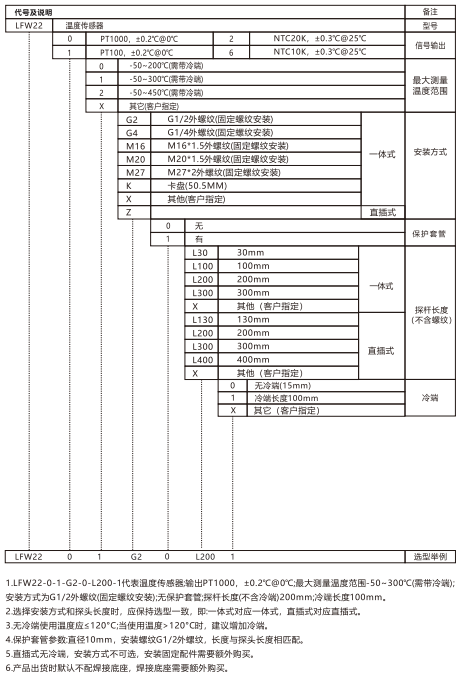 代号及说明 备注
LFW22 温度传感器 型号
0 PT1000，±0.2℃@0℃ 2 NTC20K，±0.3℃@25℃
信号输出
1 PT100，±0.2℃@0℃ 6 NTC10K，±0.3℃@25℃
0 -50~200℃(需带冷端)
1 -50~300℃(需带冷端)
最大测量
温度范围
2 -50~450℃(需带冷端)
X 其它(客户指定)
G2 G1/2外螺纹(固定螺纹安装)
G4 G1/4外螺纹(固定螺纹安装)
M16 M16*1.5外螺纹(固定螺纹安装)
一体式 安装方式
M20 M20*1.5外螺纹(固定螺纹安装)
M27 M27*2外螺纹(固定螺纹安装)
K 卡盘(50.5MM)
X 其他(客户指定)
Z 直插式
0 无
保护套管
1 有
L30 30mm
L100 100mm
L200 200mm
一体式
L300 300mm
X 其他（客户指定）
探杆长度
(不含螺纹)
L130 130mm
L200 200mm
L300 300mm
直插式
L400 400mm
X 其他（客户指定）
0 无冷端(15mm)
1 冷端长度100mm
冷端
X 其它（客户指定）
LFW22 0 1 G2 0 L200 1 选型举例
1.LFW22-0-1-G2-0-L200-1代表温度传感器;输出PT1000，±0.2℃@0℃;最大测量温度范围-50~300℃(需带冷端);
安装方式为G1/2外螺纹(固定螺纹安装);无保护套管;探杆长度(不含冷端)200mm;冷端长度100mm。
2.选择安装方式和探头长度时，应保持选型一致，即:一体式对应一体式，直插式对应直插式。
3.无冷端使用温度应≤120℃;当使用温度>120℃时，建议增加冷端。
4.保护套管参数:直径10mm，安装螺纹G1/2外螺纹，长度与探头长度相匹配。
5.直插式无冷端，安装方式不可选，安装固定配件需要额外购买。
6.产品出货时默认不配焊接底座，焊接底座需要额外购买。